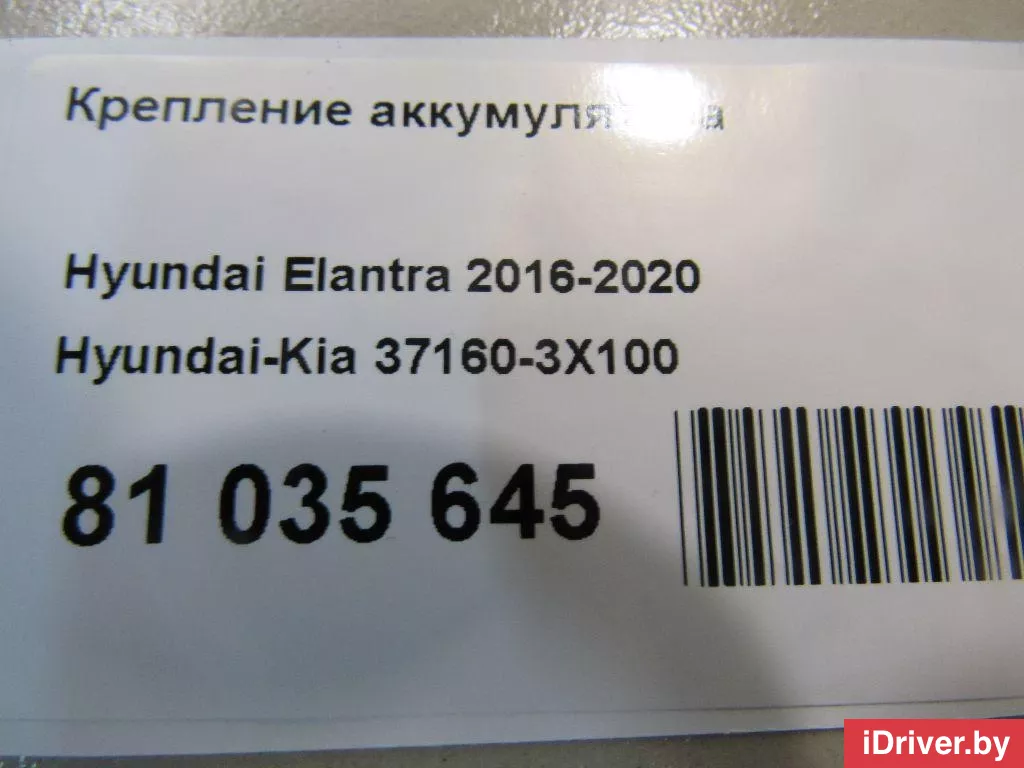 Крепление
Hyundai Elantra 2016-2020
Hyundai-Kia 37160-3X100
81 035 645
iDriver.by